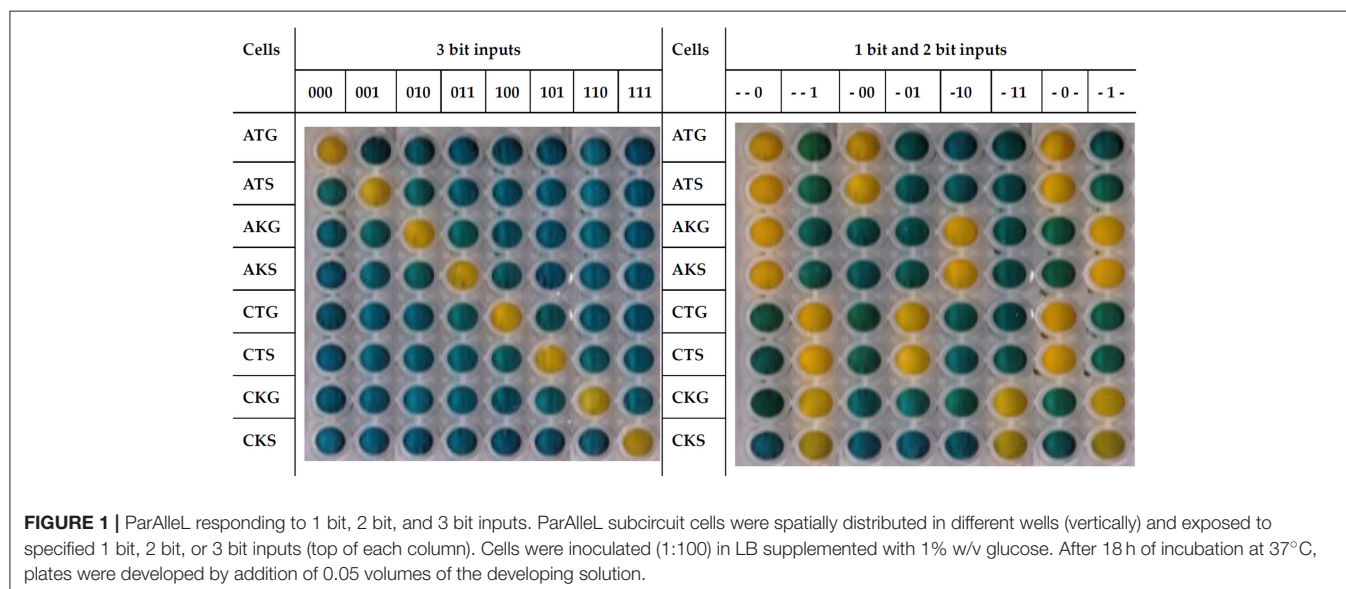 Cells 3 bit inputs Cells 1 bit and 2 bit inputs
000 001 010 011 100 101 110 111 - - 0 - - 1 - 00 - 01 -10 - 11 - 0 - - 1 -
ATG ATG
ATS ATS
AKG AKG
AKS AKS
CTG CTG
CTS CTS
CKG CKG
CKS CKS
FIGURE 1 | ParAlleL responding to 1 bit, 2 bit, and 3 bit inputs. ParAlleL subcircuit cells were spatially distributed in different wells (vertically) and exposed to
specified 1 bit, 2 bit, or 3 bit inputs (top of each column). Cells were inoculated (1:100) in LB supplemented with 1% w/v glucose. After 18 h of incubation at 37°C,
plates were developed by addition of 0.05 volumes of the developing solution.